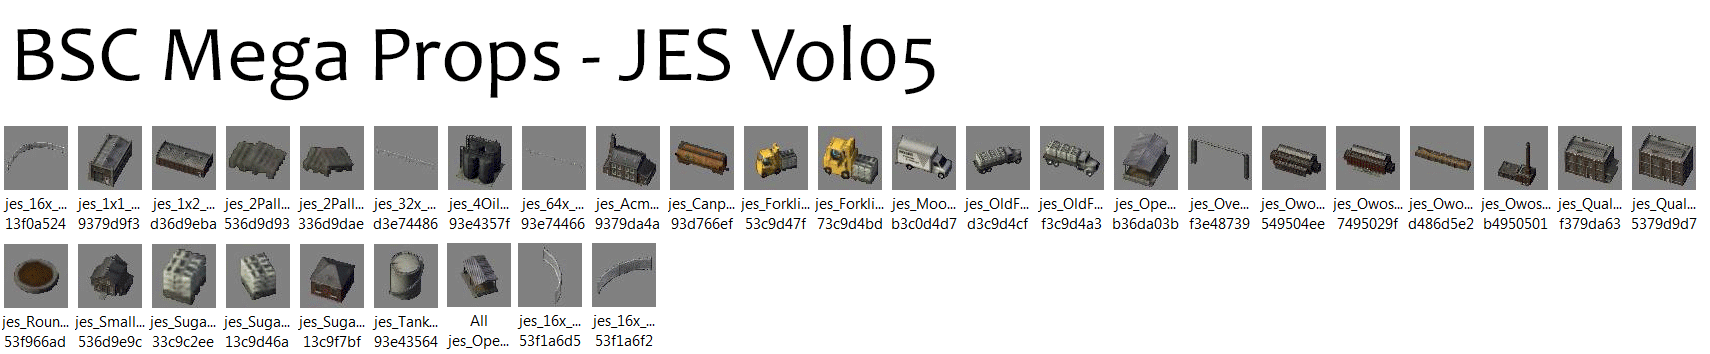 BSC Mega Props - JES Vol05
jes_16x_... jes_1x1_... jes_1x2_... jes_2Pall... jes_2Pall... jes_32x_... jes_4Oil... jes_64x_... jes_Acm... jes_Canp... jes_Forkli... jes_Forkli... jes_Moo... jes_OldF... jes_OldF... jes_Ope... jes_Ove... jes_Owo... jes_Owos... jes_Owo... jes_Owos... jes_Qual... jes_Qual...
13f0a524 9379d9f3 d36d9eba 536d9d93 336d9dae d3e74486 93e4357f 93e74466 9379da4a 93d766ef 53c9d47f 73c9d4bd b3c0d4d7 d3c9d4cf f3c9d4a3 b36da03b f3e48739 549504ee 7495029f d486d5e2 b4950501 f379da63 5379d9d7
jes_Roun... jes_Small... jes_Suga... jes_Suga... jes_Suga... jes_Tank... All jes_16x_... jes_16x_...
53f966ad 536d9e9c 33c9c2ee 13c9d46a 13c9f7bf 93e43564 jes_Ope... 53f1a6d5 53f1a6f2